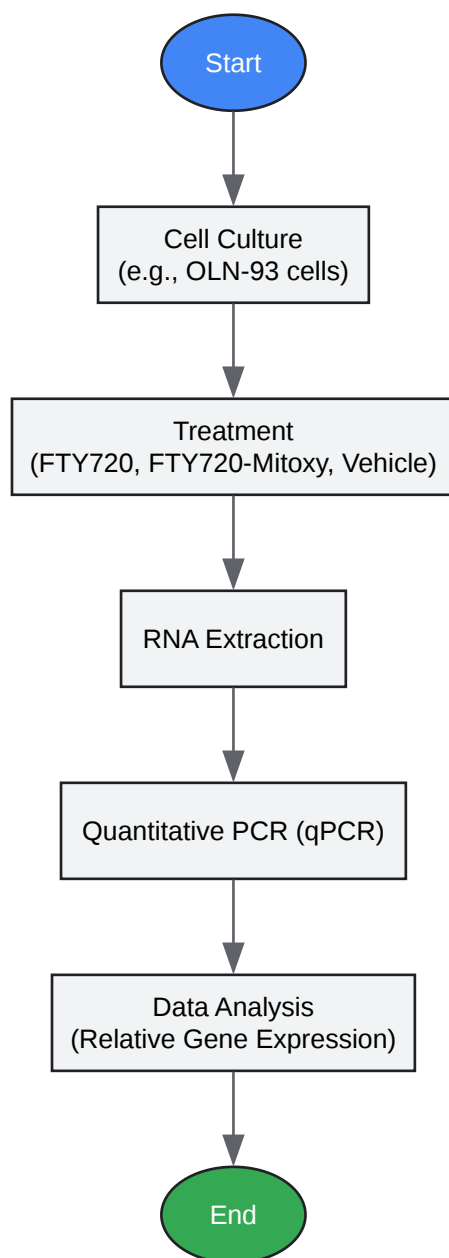 Start
Cell Culture
(e.g., OLN-93 cells)
Treatment
(FTY720, FTY720-Mitoxy, Vehicle)
RNA Extraction
Quantitative PCR (qPCR)
Data Analysis
(Relative Gene Expression)
End